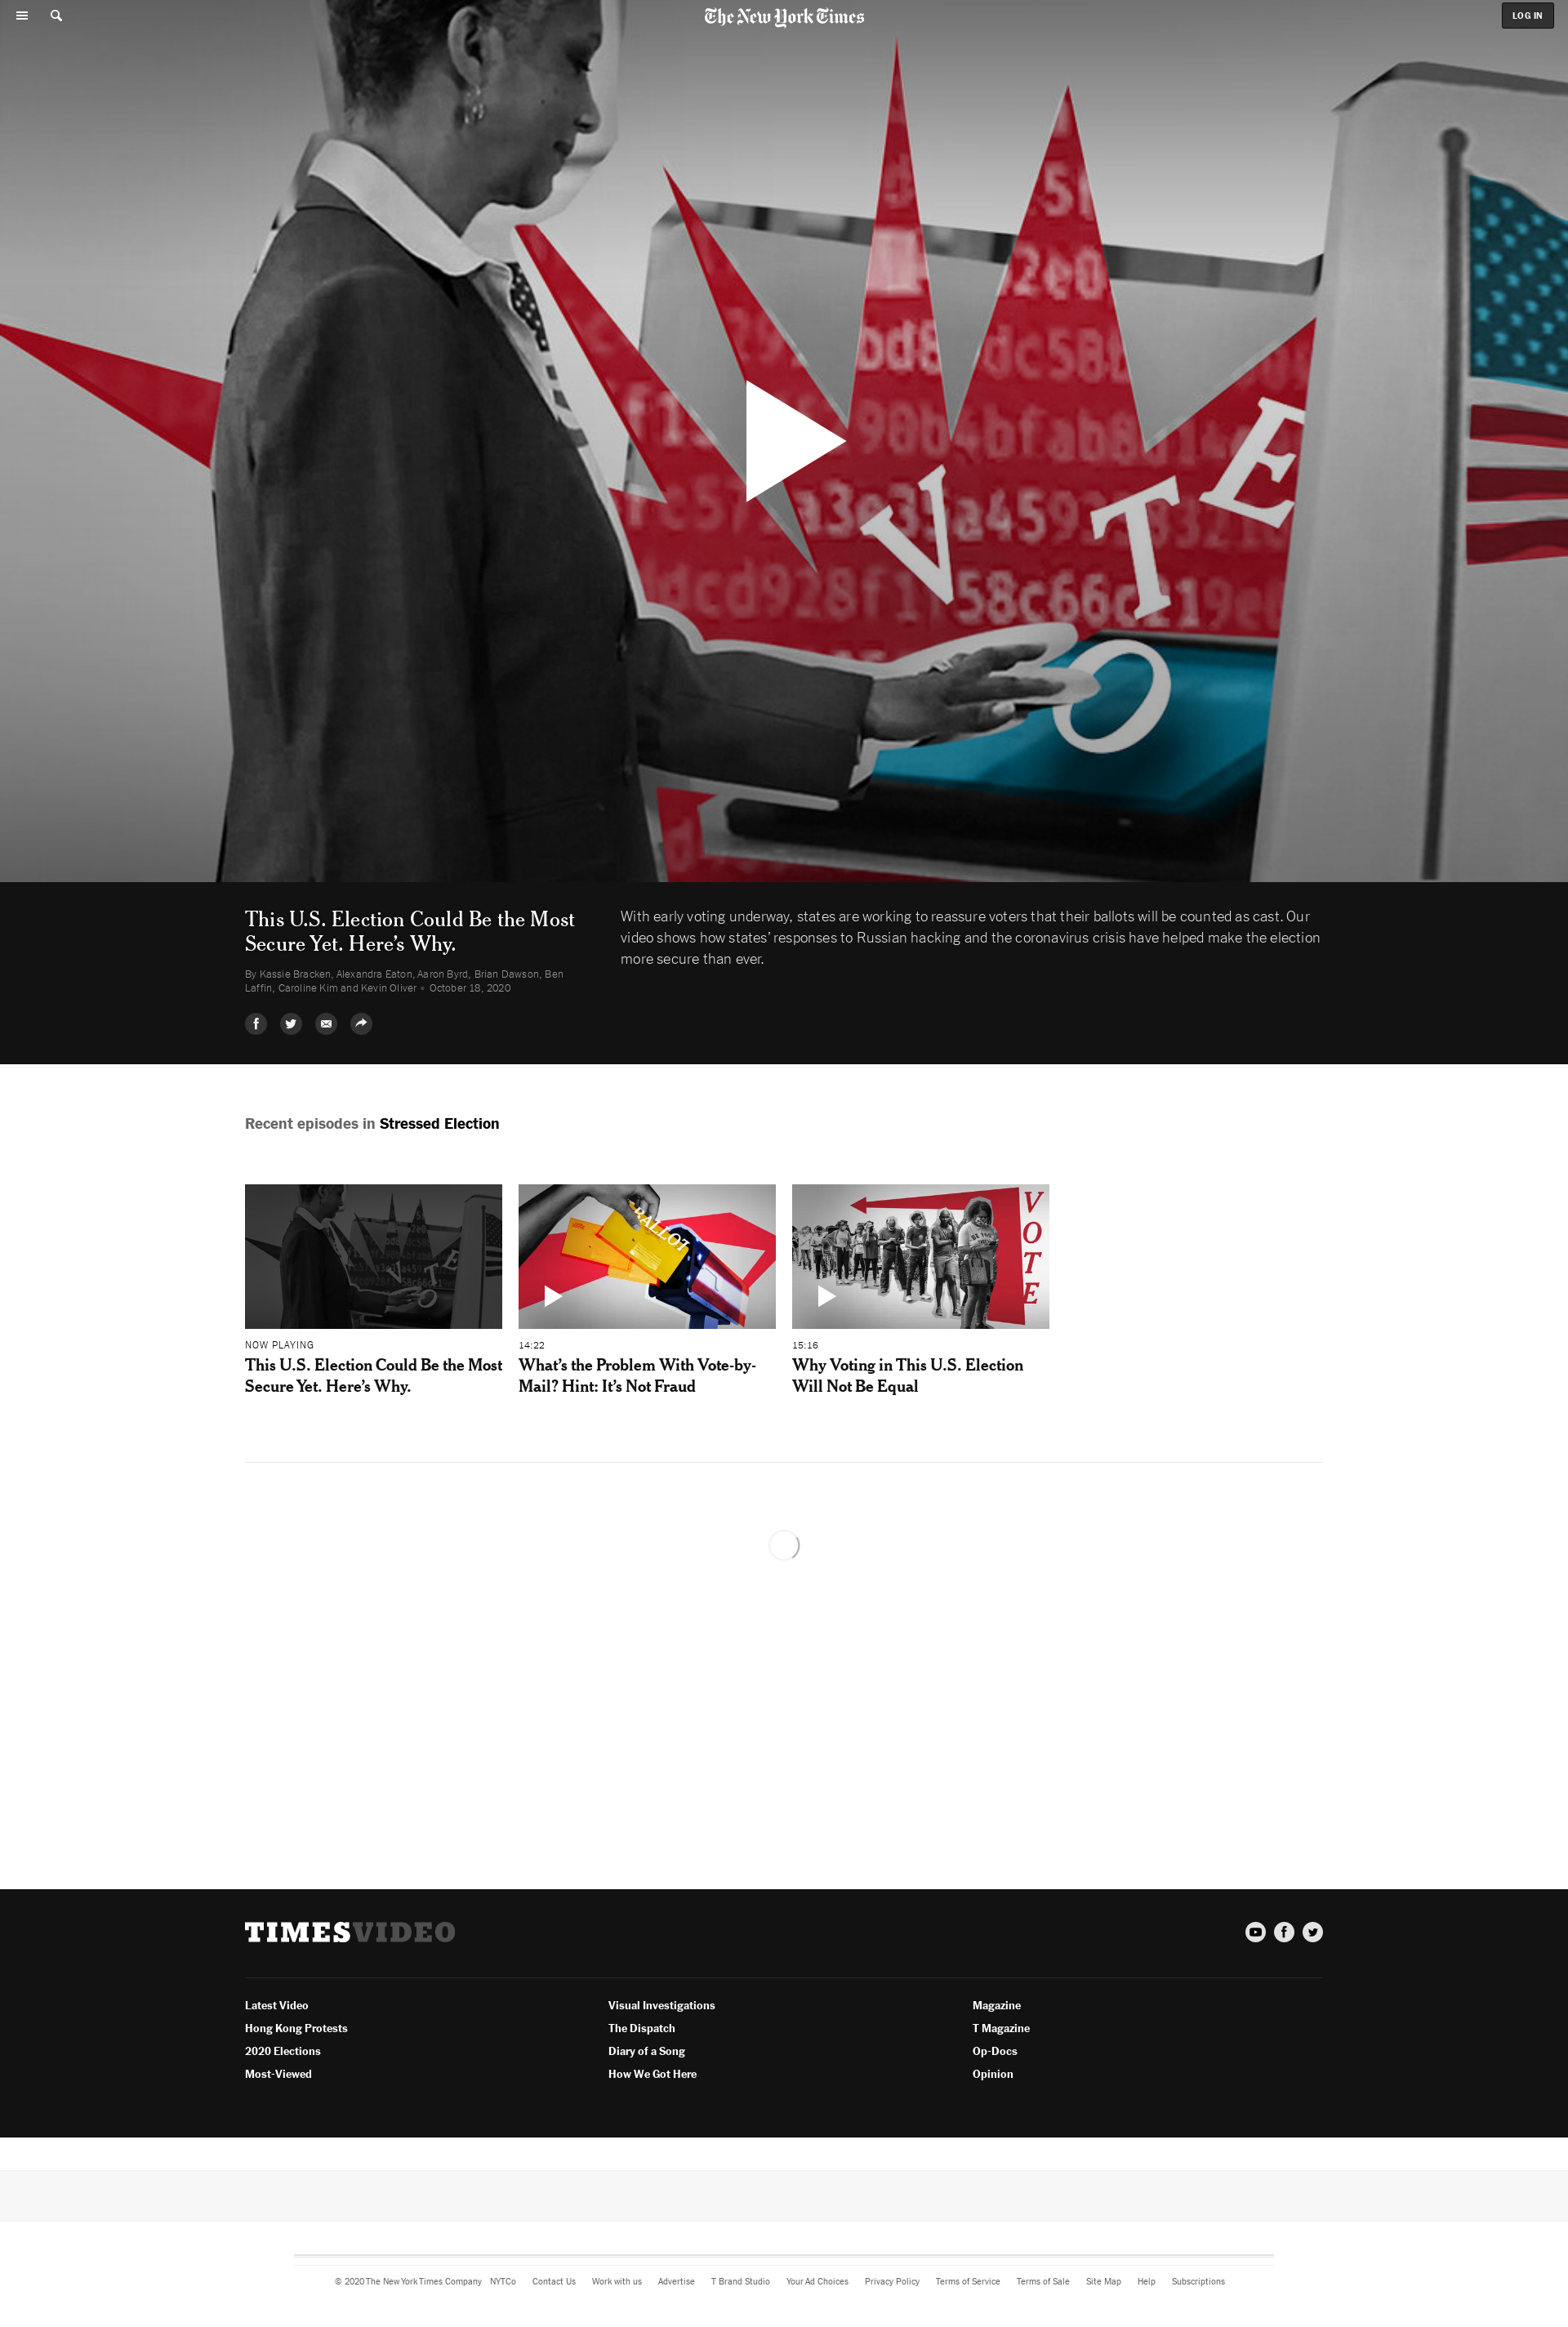 The New York Times
LOG IN
V
T
E
O
This U.S. Election Could Be the Most
Secure Yet. Here’s Why.
By Kassie Bracken, Alexandra Eaton, Aaron Byrd, Brian Dawson, Ben
Laffin, Caroline Kim and Kevin Oliver • October 18, 2020
With early voting underway, states are working to reassure voters that their ballots will be counted as cast. Our
video shows how states’ responses to Russian hacking and the coronavirus crisis have helped make the election
more secure than ever.
Recent episodes in Stressed Election
BALLOT
V
O
T
E
NOW PLAYING
This U.S. Election Could Be the Most
Secure Yet. Here’s Why.
14:22
What’s the Problem With Vote-by-
Mail? Hint: It’s Not Fraud
15:16
Why Voting in This U.S. Election
Will Not Be Equal
TIMESVIDEO
Latest Video
Hong Kong Protests
2020 Elections
Most-Viewed
Visual Investigations
The Dispatch
Diary of a Song
How We Got Here
Magazine
T Magazine
Op-Docs
Opinion
© 2020 The New York Times Company NYTCo Contact Us Work with us Advertise T Brand Studio Your Ad Choices Privacy Policy Terms of Service Terms of Sale Site Map Help Subscriptions